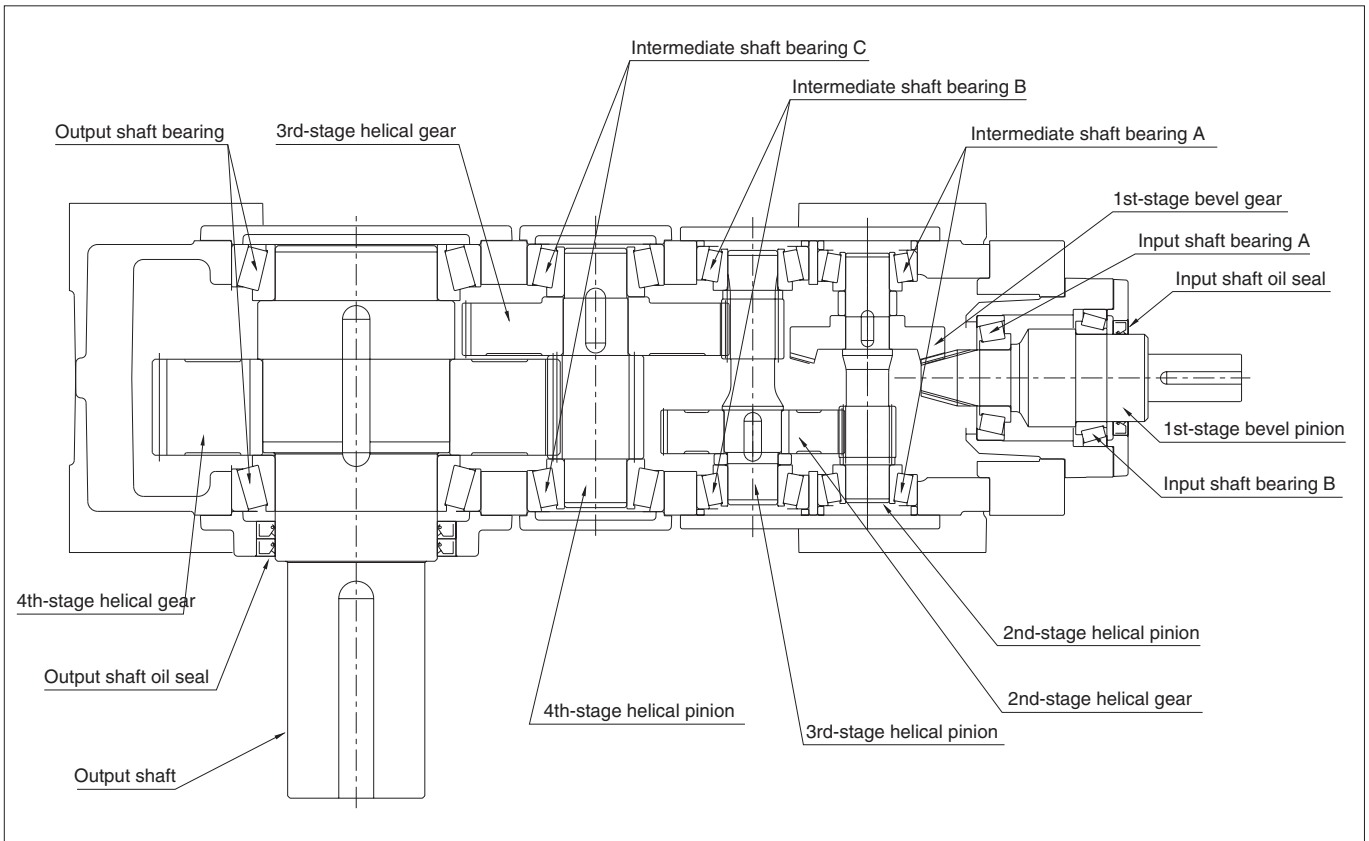 Intermediate shaft bearing C
Intermediate shaft bearing B
Output shaft bearing
3rd-stage helical gear
Intermediate shaft bearing A
1st-stage bevel gear
Input shaft bearing A
Input shaft oil seal
1st-stage bevel pinion
Input shaft bearing B
4th-stage helical gear
2nd-stage helical pinion
Output shaft oil seal
2nd-stage helical gear
4th-stage helical pinion
3rd-stage helical pinion
Output shaft